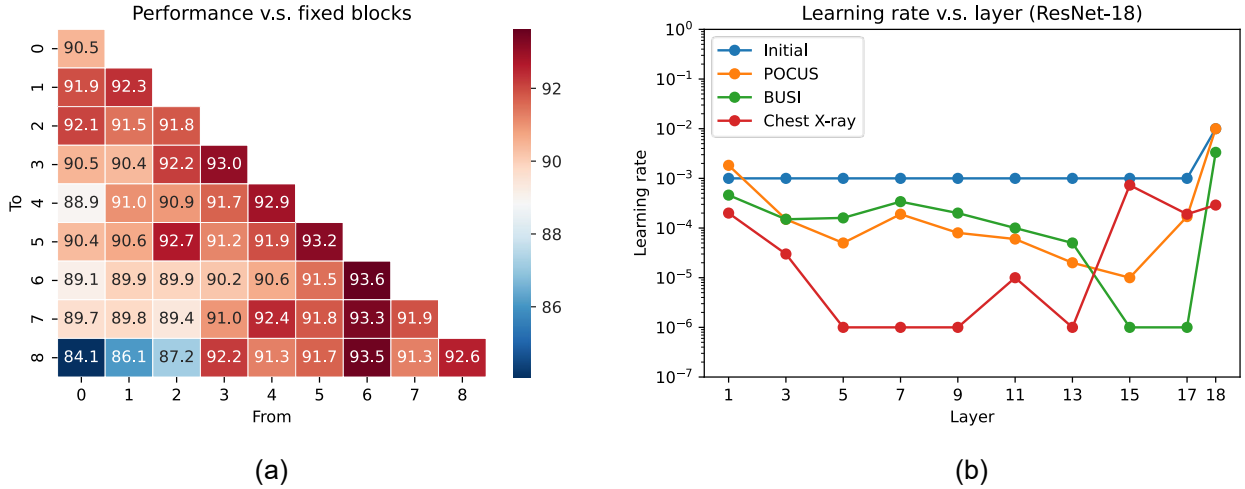 Performance v.s. fixed blocks
To
0 90.5
1 91.9 92.3
2 92.1 91.5 91.8
3 90.5 90.4 92.2 93.0
4 88.9 91.0 90.9 91.7 92.9
5 90.4 90.6 92.7 91.2 91.9 93.2
6 89.1 89.9 89.9 90.2 90.6 91.5 93.6
7 89.7 89.8 89.4 91.0 92.4 91.8 93.3 91.9
8 84.1 86.1 87.2 92.2 91.3 91.7 93.5 91.3 92.6
0 1 2 3 4 5 6 7 8
From
92
90
88
86
(a)
Learning rate v.s. layer (ResNet-18)
Learning rate
10⁰
10⁻¹
10⁻²
10⁻³
10⁻⁴
10⁻⁵
10⁻⁶
10⁻⁷
Initial
POCUS
BUSI
Chest X-ray
1 3 5 7 9 11 13 15 17 18
Layer
(b)